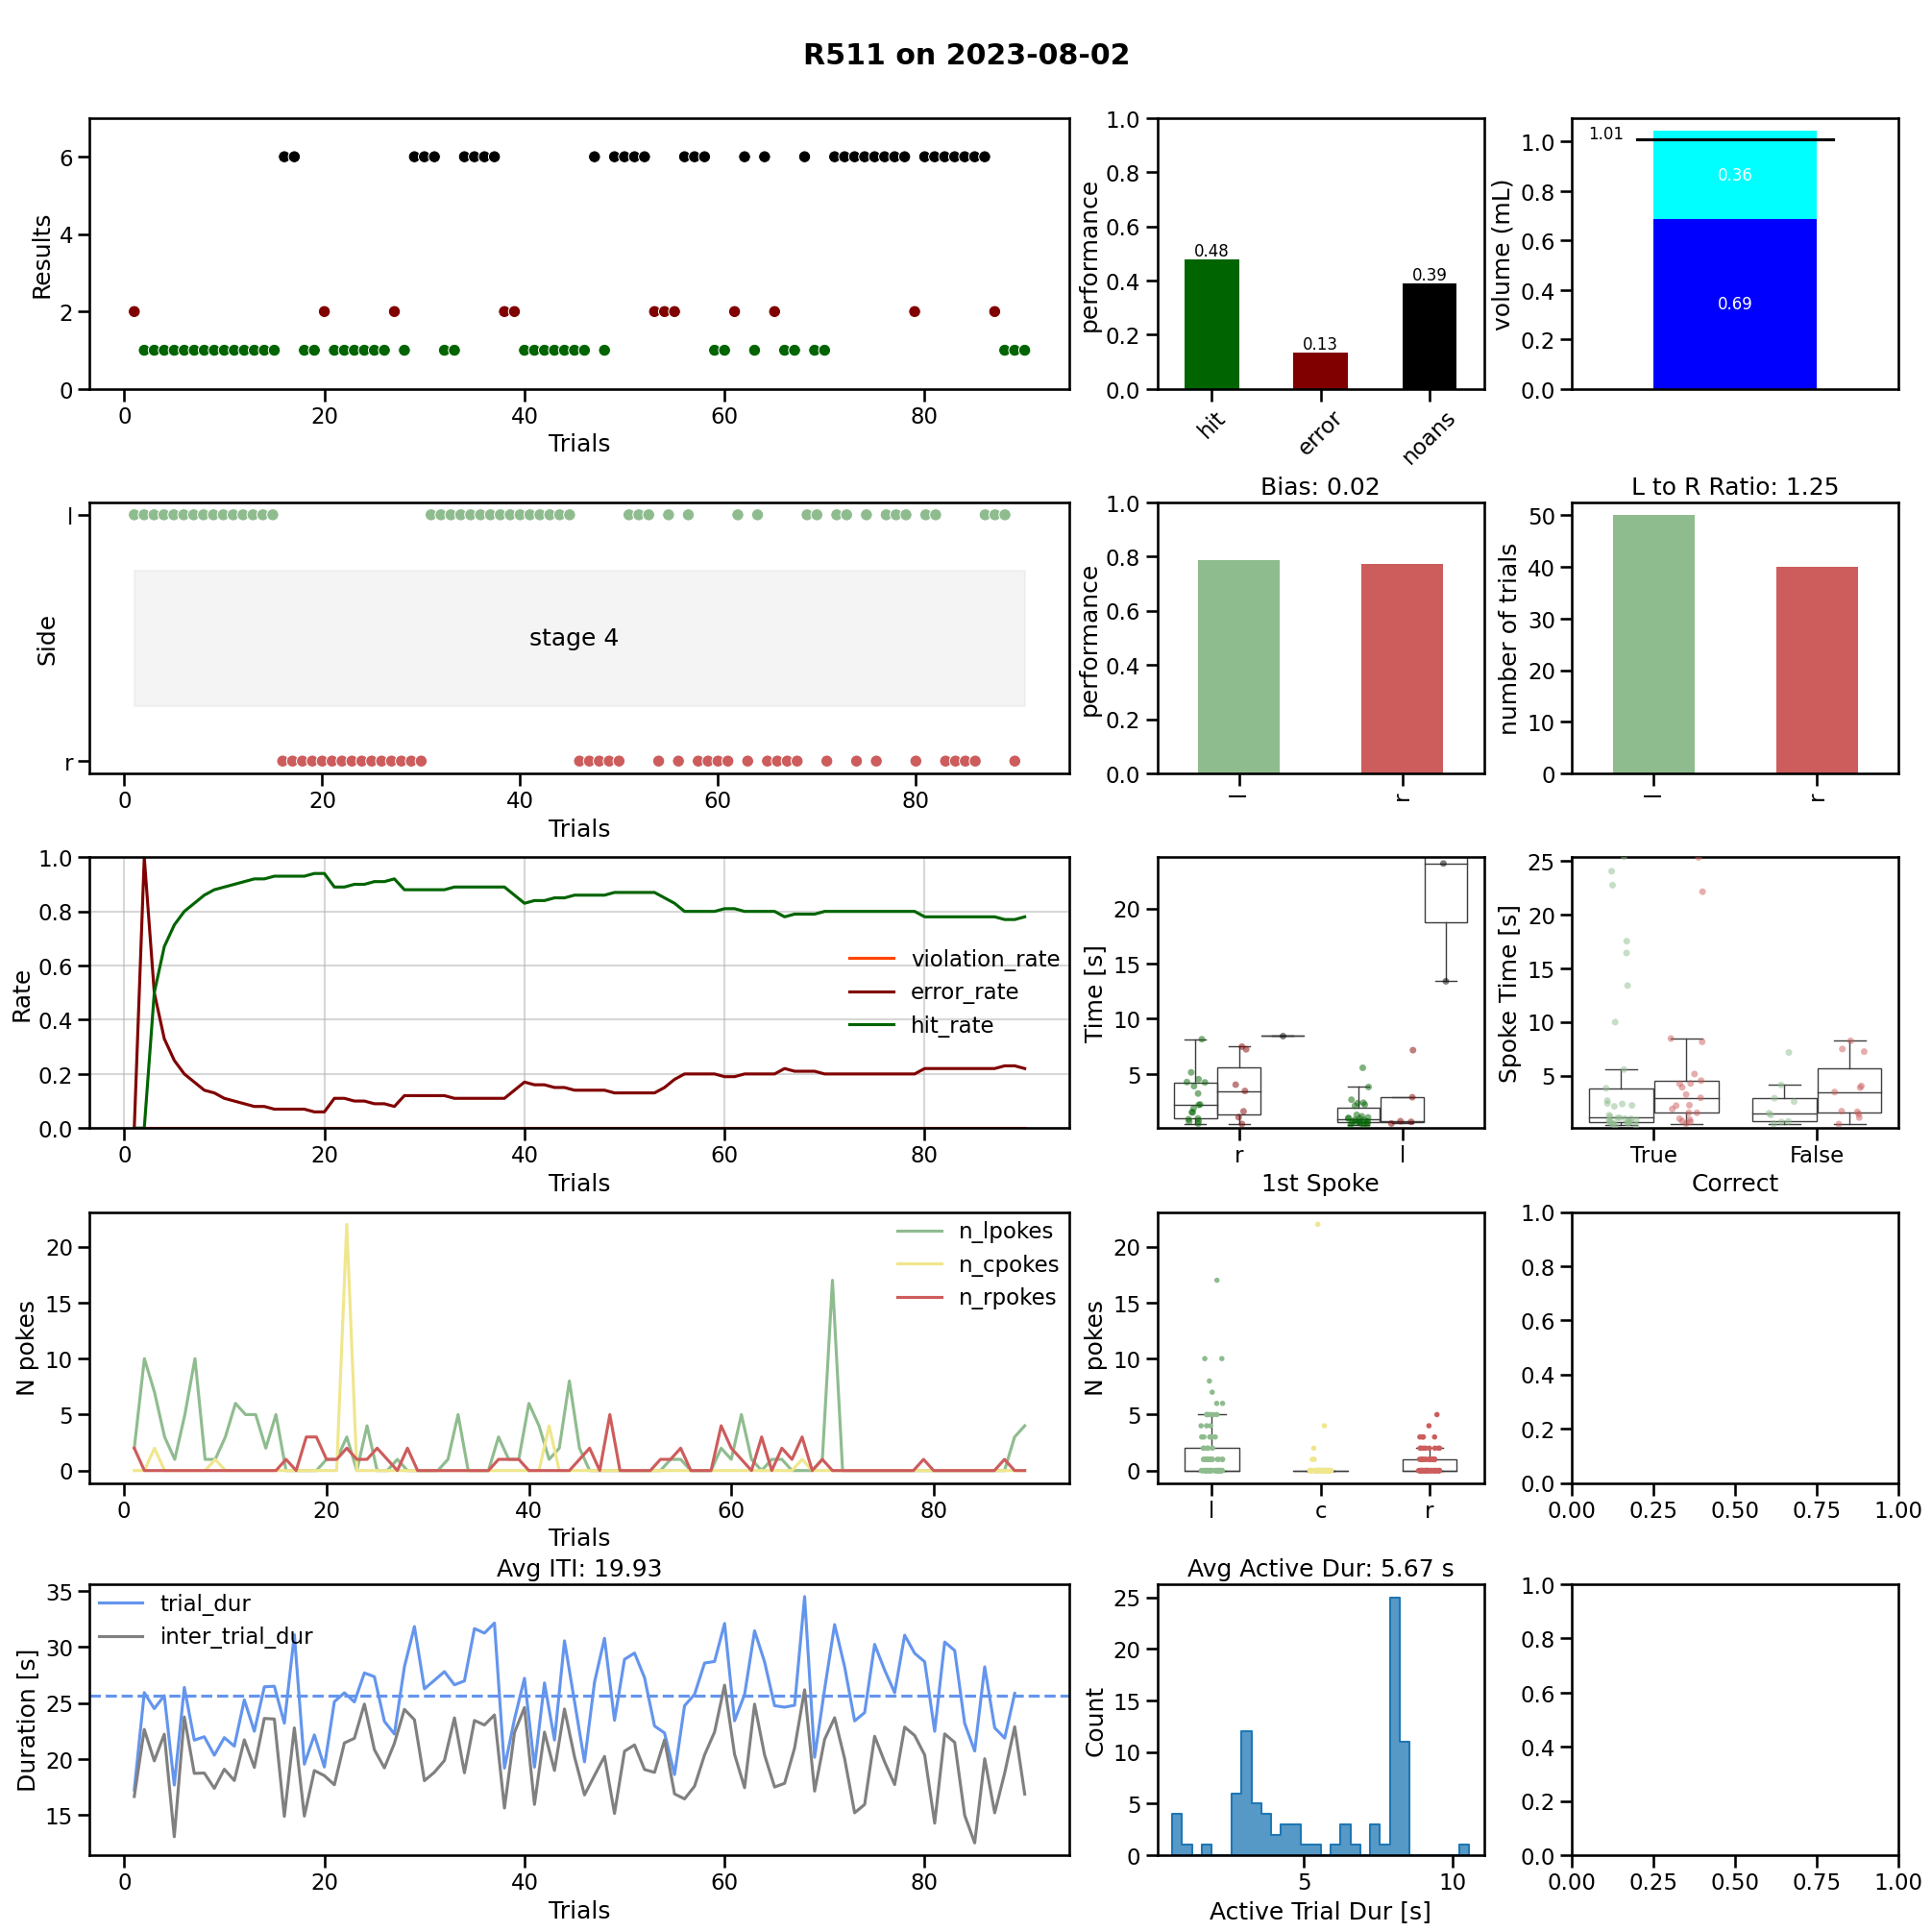 R511 on 2023-08-02
Results
6
4
2
0
0 20 40 60 80
Trials
performance
1.0
0.8
0.6
0.4
0.2
0.0
0.48
0.13
0.39
hit error noans
volume (mL)
1.0
0.8
0.6
0.4
0.2
0.0
1.01
0.36
0.69
Side
l
r
stage 4
0 20 40 60 80
Trials
Bias: 0.02
performance
1.0
0.8
0.6
0.4
0.2
0.0
l r
L to R Ratio: 1.25
number of trials
50
40
30
20
10
0
l r
Rate
1.0
0.8
0.6
0.4
0.2
0.0
violation_rate
error_rate
hit_rate
0 20 40 60 80
Trials
Time [s]
20
15
10
5
r l
1st Spoke
Spoke Time [s]
25
20
15
10
5
True False
Correct
N pokes
20
15
10
5
0
n_lpokes
n_cpokes
n_rpokes
0 20 40 60 80
Trials
N pokes
20
15
10
5
0
l c r
1.0
0.8
0.6
0.4
0.2
0.0
0.00 0.25 0.50 0.75 1.00
Avg ITI: 19.93
Duration [s]
35
30
25
20
15
trial_dur
inter_trial_dur
0 20 40 60 80
Trials
Avg Active Dur: 5.67 s
Count
25
20
15
10
5
0
5 10
Active Trial Dur [s]
1.0
0.8
0.6
0.4
0.2
0.0
0.00 0.25 0.50 0.75 1.00